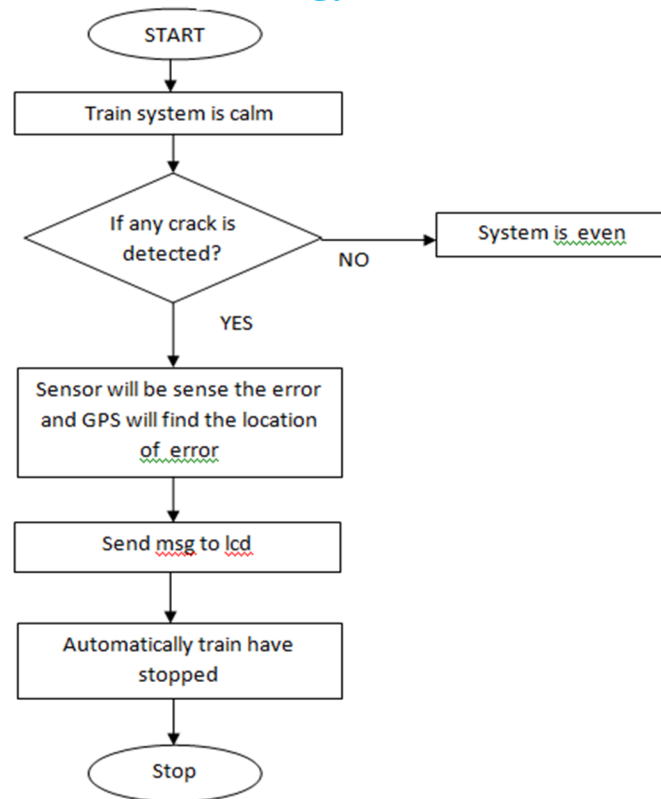 START
Train system is calm
If any crack is
detected?
NO
System is even
YES
Sensor will be sense the error
and GPS will find the location
of error
Send msg to lcd
Automatically train have
stopped
Stop